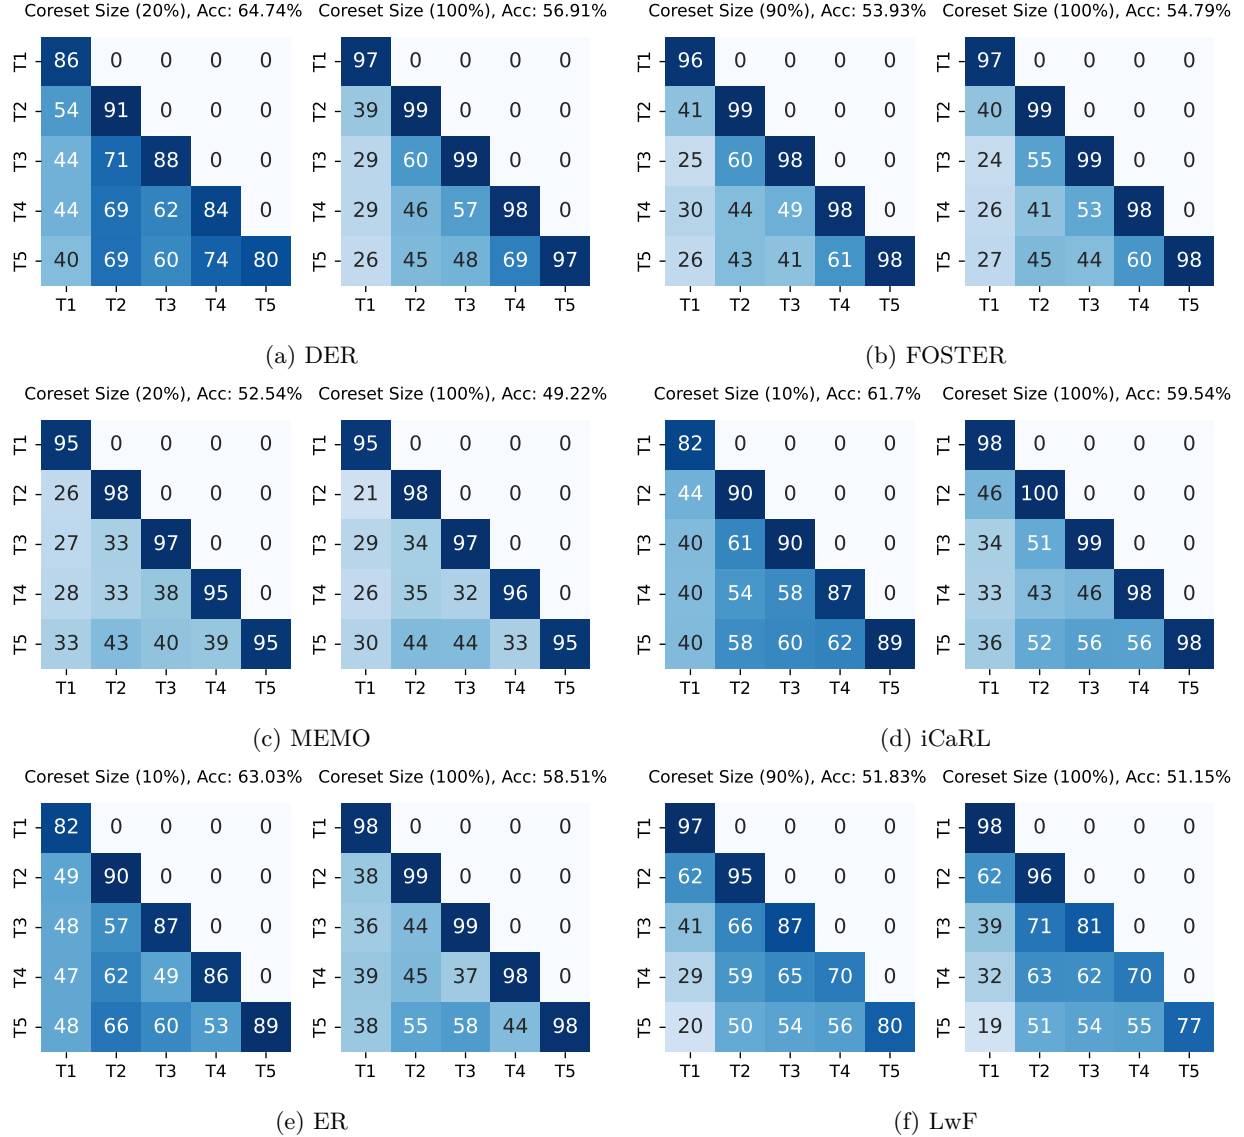 Coreset Size (20%), Acc: 64.74% Coreset Size (100%), Acc: 56.91%
T1 86 0 0 0 0 T1 97 0 0 0 0
T2 54 91 0 0 0 T2 39 99 0 0 0
T3 44 71 88 0 0 T3 29 60 99 0 0
T4 44 69 62 84 0 T4 29 46 57 98 0
T5 40 69 60 74 80 T5 26 45 48 69 97
T1 T2 T3 T4 T5 T1 T2 T3 T4 T5
(a) DER
Coreset Size (90%), Acc: 53.93% Coreset Size (100%), Acc: 54.79%
T1 96 0 0 0 0 T1 97 0 0 0 0
T2 41 99 0 0 0 T2 40 99 0 0 0
T3 25 60 98 0 0 T3 24 55 99 0 0
T4 30 44 49 98 0 T4 26 41 53 98 0
T5 26 43 41 61 98 T5 27 45 44 60 98
T1 T2 T3 T4 T5 T1 T2 T3 T4 T5
(b) FOSTER
Coreset Size (20%), Acc: 52.54% Coreset Size (100%), Acc: 49.22%
T1 95 0 0 0 0 T1 95 0 0 0 0
T2 26 98 0 0 0 T2 21 98 0 0 0
T3 27 33 97 0 0 T3 29 34 97 0 0
T4 28 33 38 95 0 T4 26 35 32 96 0
T5 33 43 40 39 95 T5 30 44 44 33 95
T1 T2 T3 T4 T5 T1 T2 T3 T4 T5
(c) MEMO
Coreset Size (10%), Acc: 61.7% Coreset Size (100%), Acc: 59.54%
T1 82 0 0 0 0 T1 98 0 0 0 0
T2 44 90 0 0 0 T2 46 100 0 0 0
T3 40 61 90 0 0 T3 34 51 99 0 0
T4 40 54 58 87 0 T4 33 43 46 98 0
T5 40 58 60 62 89 T5 36 52 56 56 98
T1 T2 T3 T4 T5 T1 T2 T3 T4 T5
(d) iCaRL
Coreset Size (10%), Acc: 63.03% Coreset Size (100%), Acc: 58.51%
T1 82 0 0 0 0 T1 98 0 0 0 0
T2 49 90 0 0 0 T2 38 99 0 0 0
T3 48 57 87 0 0 T3 36 44 99 0 0
T4 47 62 49 86 0 T4 39 45 37 98 0
T5 48 66 60 53 89 T5 38 55 58 44 98
T1 T2 T3 T4 T5 T1 T2 T3 T4 T5
(e) ER
Coreset Size (90%), Acc: 51.83% Coreset Size (100%), Acc: 51.15%
T1 97 0 0 0 0 T1 98 0 0 0 0
T2 62 95 0 0 0 T2 62 96 0 0 0
T3 41 66 87 0 0 T3 39 71 81 0 0
T4 29 59 65 70 0 T4 32 63 62 70 0
T5 20 50 54 56 80 T5 19 51 54 55 77
T1 T2 T3 T4 T5 T1 T2 T3 T4 T5
(f) LwF